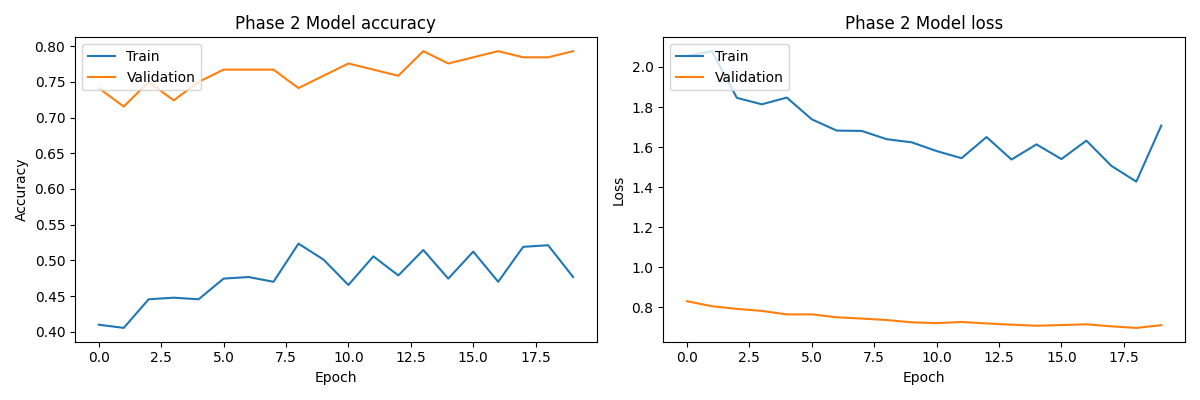 Phase 2 Model accuracy
Train
Validation
0.80
0.75
0.70
0.65
0.60
0.55
0.50
0.45
0.40
Accuracy
0.0 2.5 5.0 7.5 10.0 12.5 15.0 17.5
Epoch
Phase 2 Model loss
Train
Validation
2.0
1.8
1.6
1.4
1.2
1.0
0.8
Loss
0.0 2.5 5.0 7.5 10.0 12.5 15.0 17.5
Epoch